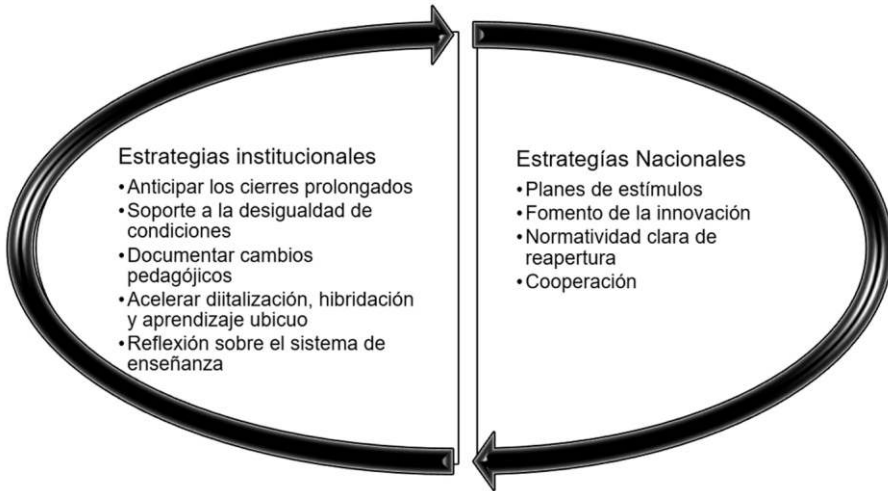 Estrategias institucionales
•Anticipar los cierres prolongados
•Soporte a la desigualdad de
condiciones
•Documentar cambios
pedagójicos
•Acelerar diitalización, hibridación
y aprendizaje ubicuo
•Reflexión sobre el sistema de
enseñanza
Estrategías Nacionales
•Planes de estímulos
•Fomento de la innovación
•Normatividad clara de
reapertura
•Cooperación